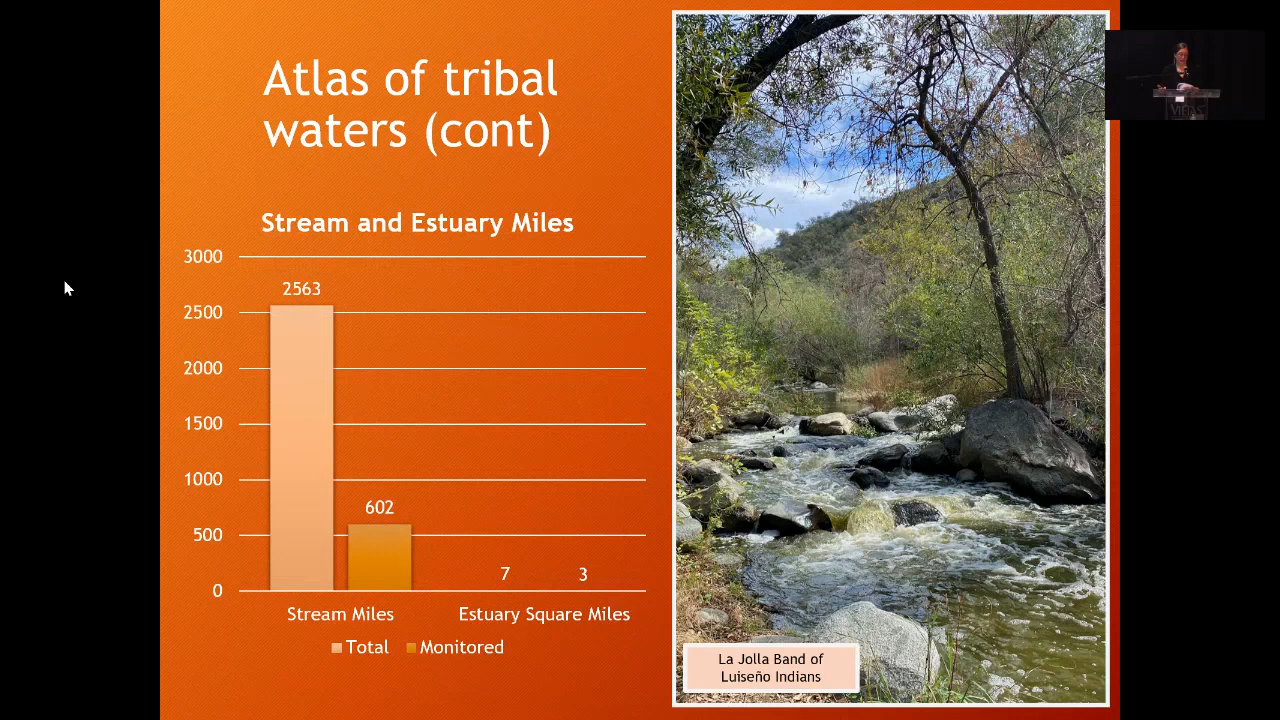 Atlas of tribal
waters (cont)
Stream and Estuary Miles
3000
2500
2000
1500
1000
500
0
2563
602
7
3
Stream Miles
Estuary Square Miles
Total
Monitored
La Jolla Band of
Luiseño Indians